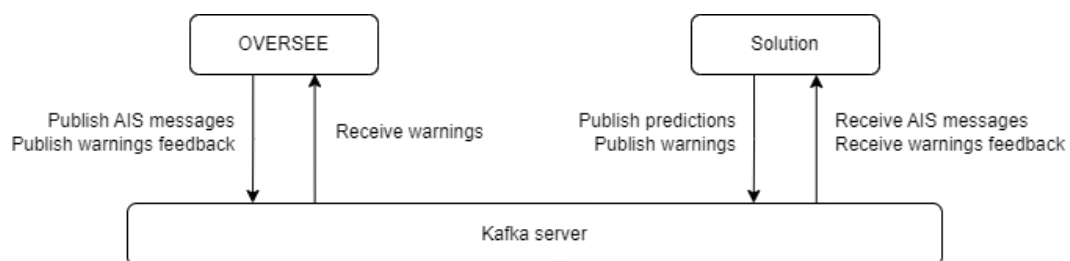 OVERSEE
Solution
Publish AIS messages
Publish warnings feedback
Receive warnings
Publish predictions
Publish warnings
Receive AIS messages
Receive warnings feedback
Kafka server